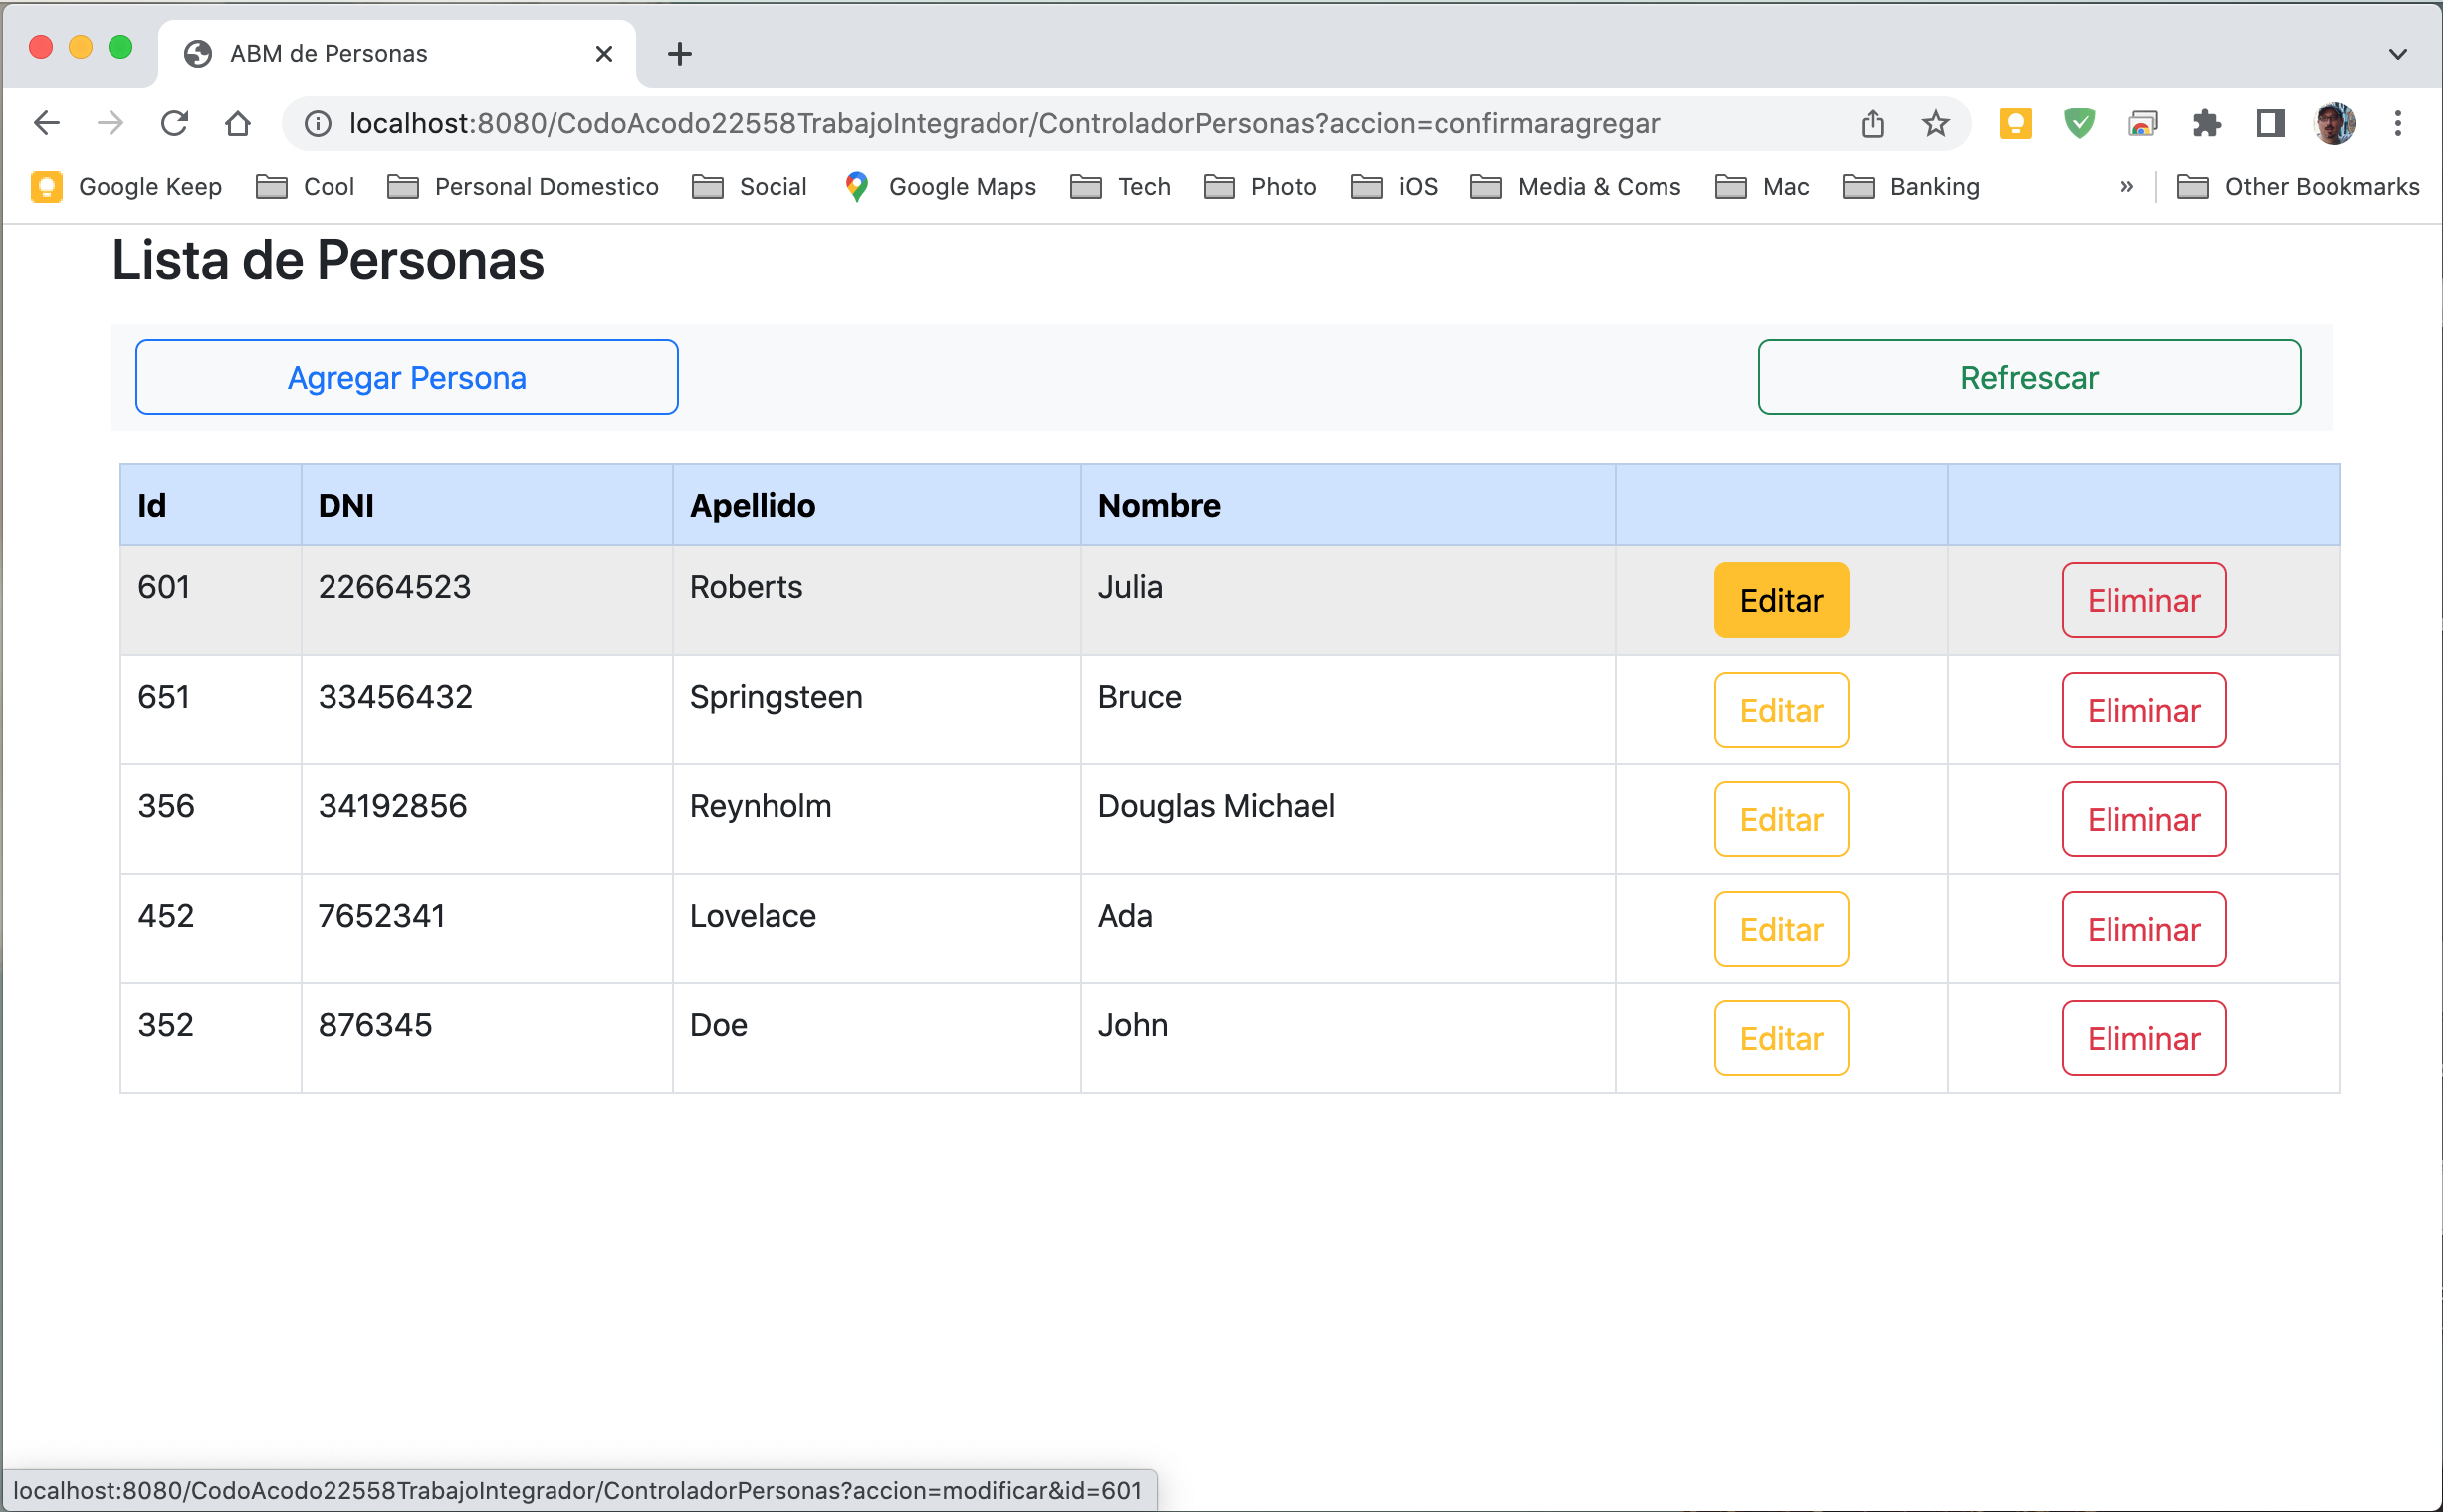 ABM de Personas
localhost:8080/CodoAcodo22558TrabajoIntegrador/ControladorPersonas?accion=confirmaragregar
Google Keep Cool Personal Domestico Social Google Maps Tech Photo iOS Media & Coms Mac Banking » Other Bookmarks
Lista de Personas
Agregar Persona Refrescar
Id DNI Apellido Nombre
601 22664523 Roberts Julia Editar Eliminar
651 33456432 Springsteen Bruce Editar Eliminar
356 34192856 Reynholm Douglas Michael Editar Eliminar
452 7652341 Lovelace Ada Editar Eliminar
352 876345 Doe John Editar Eliminar
localhost:8080/CodoAcodo22558TrabajoIntegrador/ControladorPersonas?accion=modificar&id=601